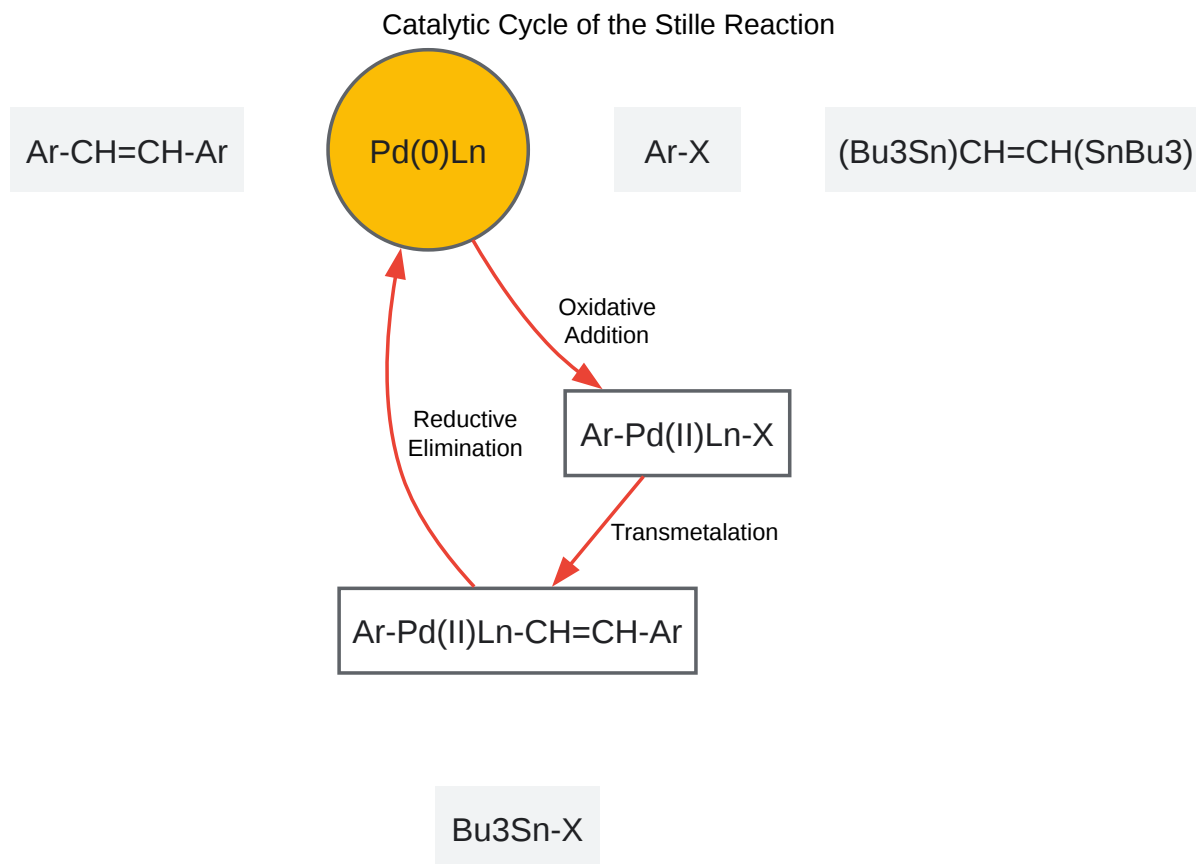 Catalytic Cycle of the Stille Reaction
Ar-CH=CH-Ar
Pd(0)Ln
Ar-X
(Bu3Sn)CH=CH(SnBu3)
Oxidative
Addition
Reductive
Elimination
Ar-Pd(II)Ln-X
Transmetalation
Ar-Pd(II)Ln-CH=CH-Ar
Bu3Sn-X